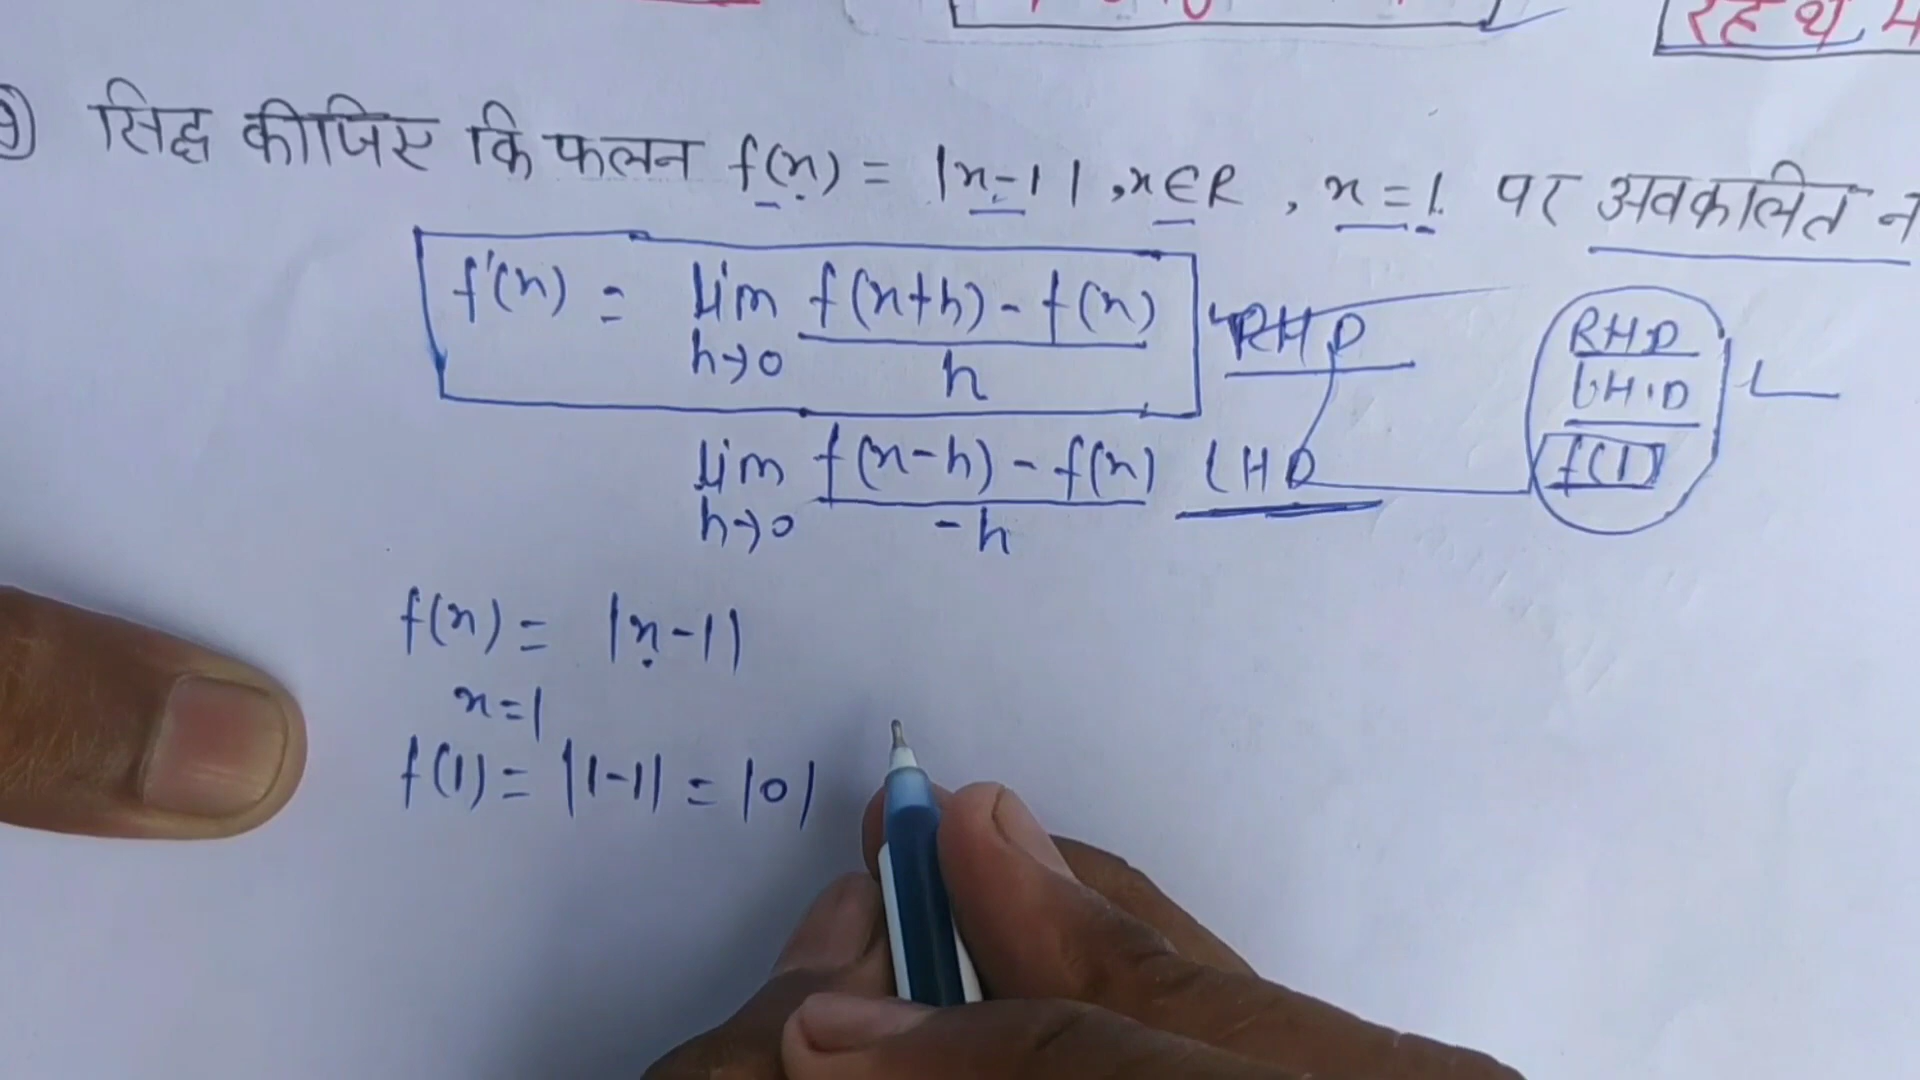 रहे थे
सिद्ध कीजिए कि फलन f(x) = |x-1|, x∈R, x=1 पर अवकलित न
f'(x) = lim h→0 f(x+h) - f(x) / h RHD
lim h→0 f(x-h) - f(x) / -h LHD
RHD
LHD
f(1)
f(x) = |x-1|
x=1
f(1) = |1-1| = |0|